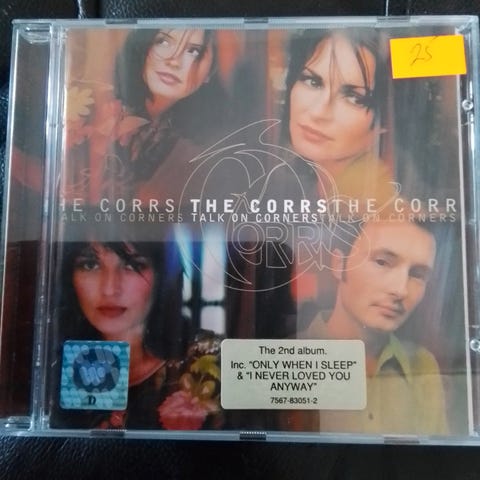 25
HE CORRS THE CORRS THE CORR
TALK ON CORNERS TALK ON CORNERS TALK ON CORNERS
CORRS
The 2nd album.
Inc. "ONLY WHEN I SLEEP"
& "I NEVER LOVED YOU
ANYWAY"
7567-83051-2
D